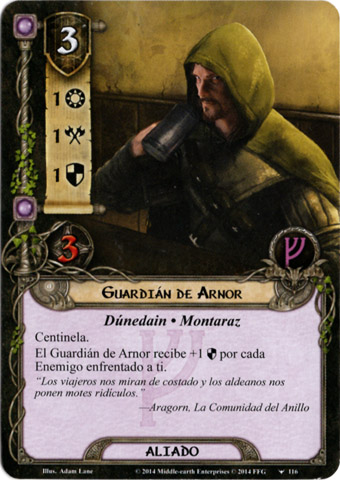 3
1
1
1
3
Guardián de Arnor
Dúnedain • Montaraz
Centinela.
El Guardián de Arnor recibe +1 por cada
Enemigo enfrentado a ti.
“Los viajeros nos miran de costado y los aldeanos nos
ponen motes ridículos.”
—Aragorn, La Comunidad del Anillo
ALIADO
Illus. Adam Lane © 2014 Middle-earth Enterprises © 2014 FFG 116